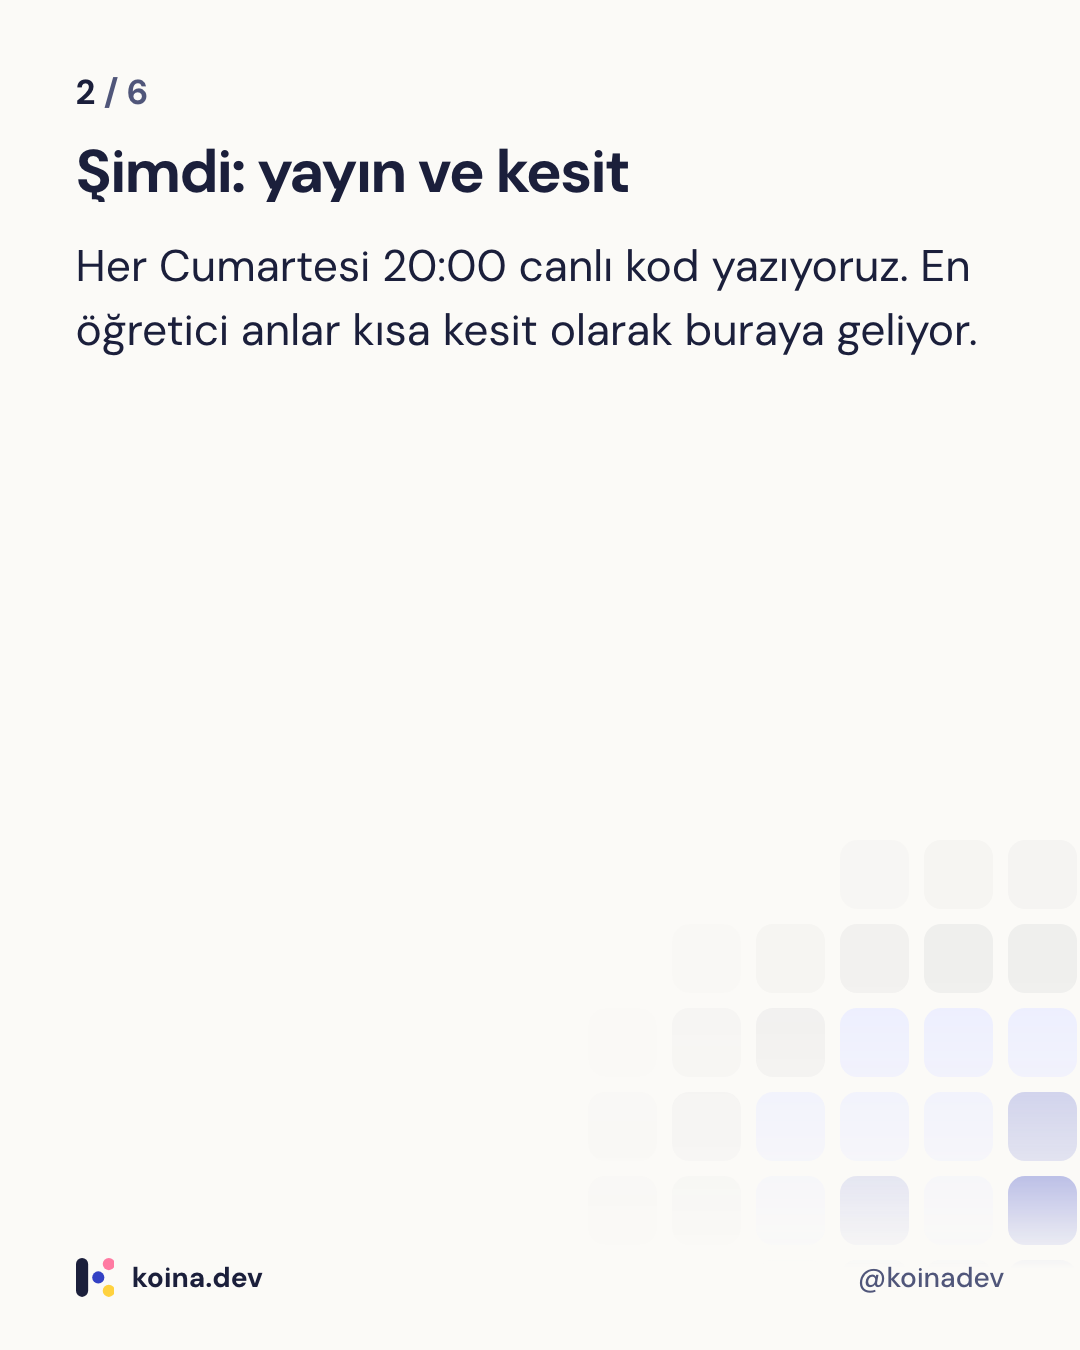 2 / 6
Şimdi: yayın ve kesit
Her Cumartesi 20:00 canlı kod yazıyoruz. En
öğretici anlar kısa kesit olarak buraya geliyor.
koina.dev
@koinadev